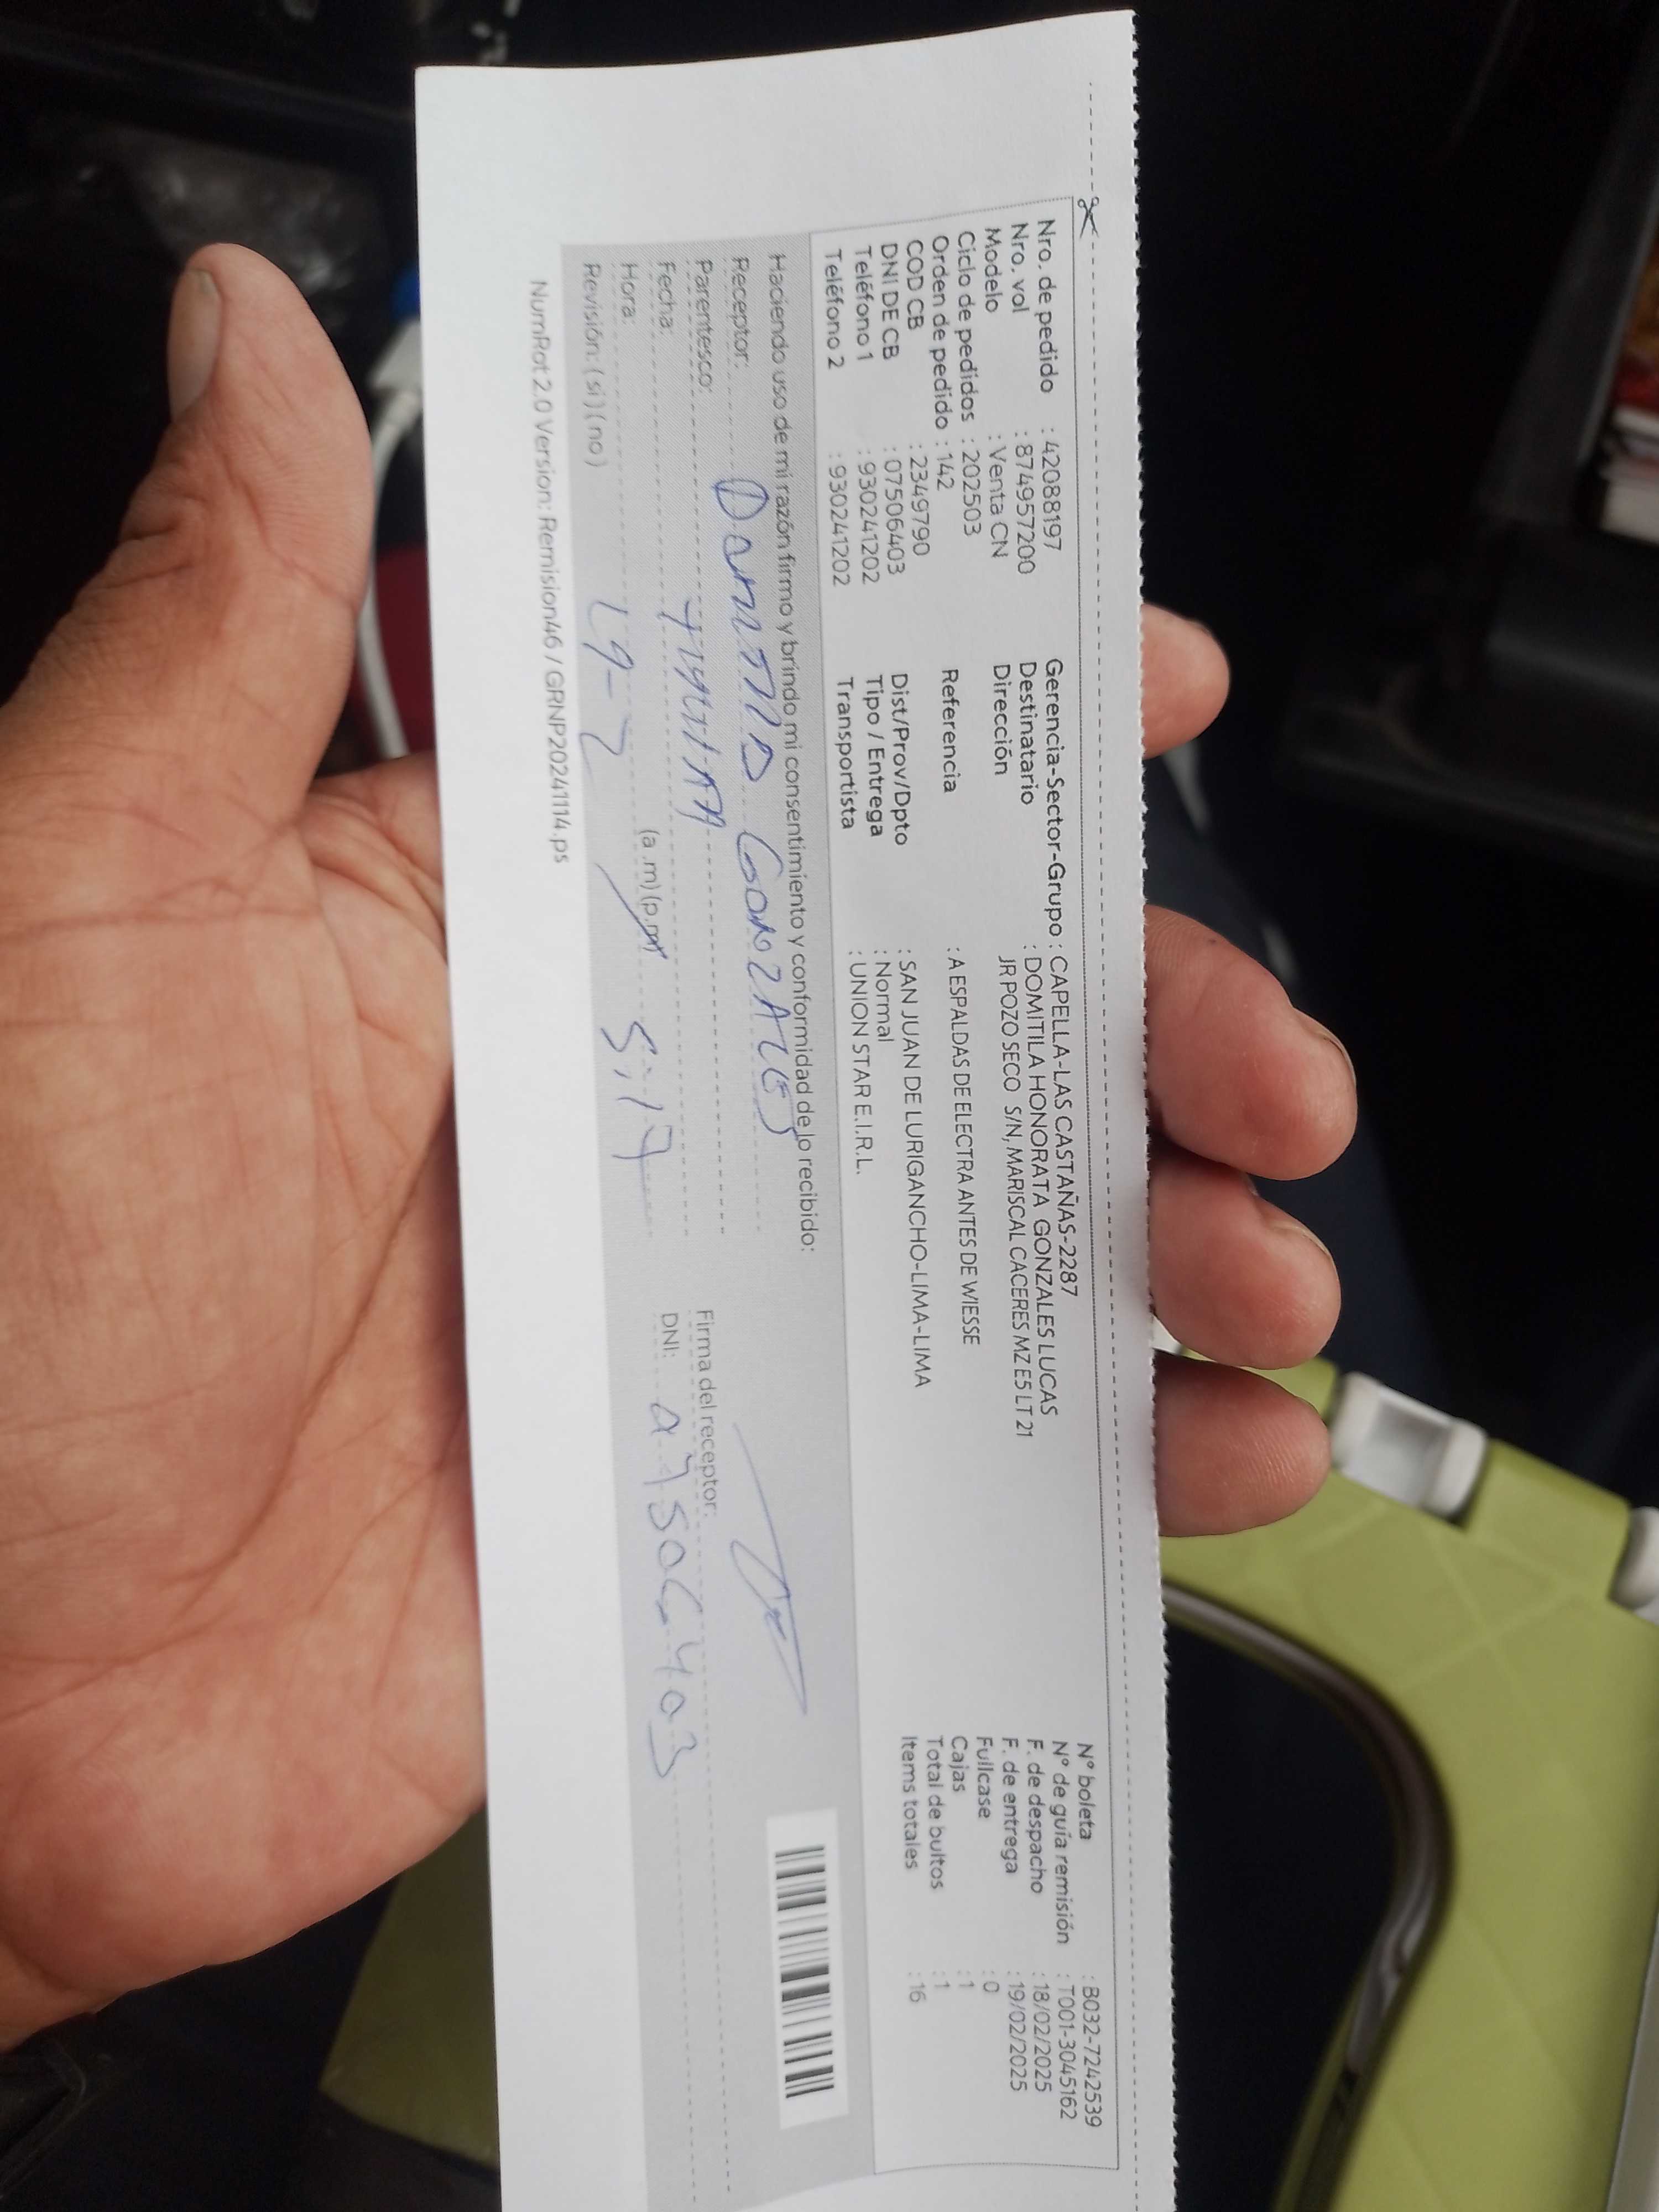 Nro. de pedido : 42088197
Nro. vol : 874957200
Modelo : Venta CN
Ciclo de pedidos : 202503
Orden de pedido : 142
COD CB : 2349790
DNI DE CB : 07506403
Teléfono 1 : 930241202
Teléfono 2 : 930241202
Gerencia-Sector-Grupo : CAPELLA-LAS CASTAÑAS-2287
Destinatario : DOMITILA HONORATA GONZALES LUCAS
Dirección JR POZO SECO S/N, MARISCAL CACERES MZ E5 LT 21
Referencia : A ESPALDAS DE ELECTRA ANTES DE WIESSE
Dist/Prov/Dpto : SAN JUAN DE LURIGANCHO-LIMA-LIMA
Tipo / Entrega : Normal
Transportista : UNION STAR E.I.R.L.
N° boleta : B032-7242539
N° de guía remisión : T001-3045162
F. de despacho : 18/02/2025
F. de entrega : 19/02/2025
Fullcase : 0
Cajas : 1
Total de bultos : 1
Items totales : 16
Haciendo uso de mi razón firmo y brindo mi consentimiento y conformidad de lo recibido:
Receptor: Gonzales
Parentesco:
Fecha: 19-2
Hora: (a.m) (p.m) 5:17
Revisión: (si) (no)
Firma del receptor:
DNI: 07506403
NumRot 2.0 Version: Remision46 / GRNP20241114.ps